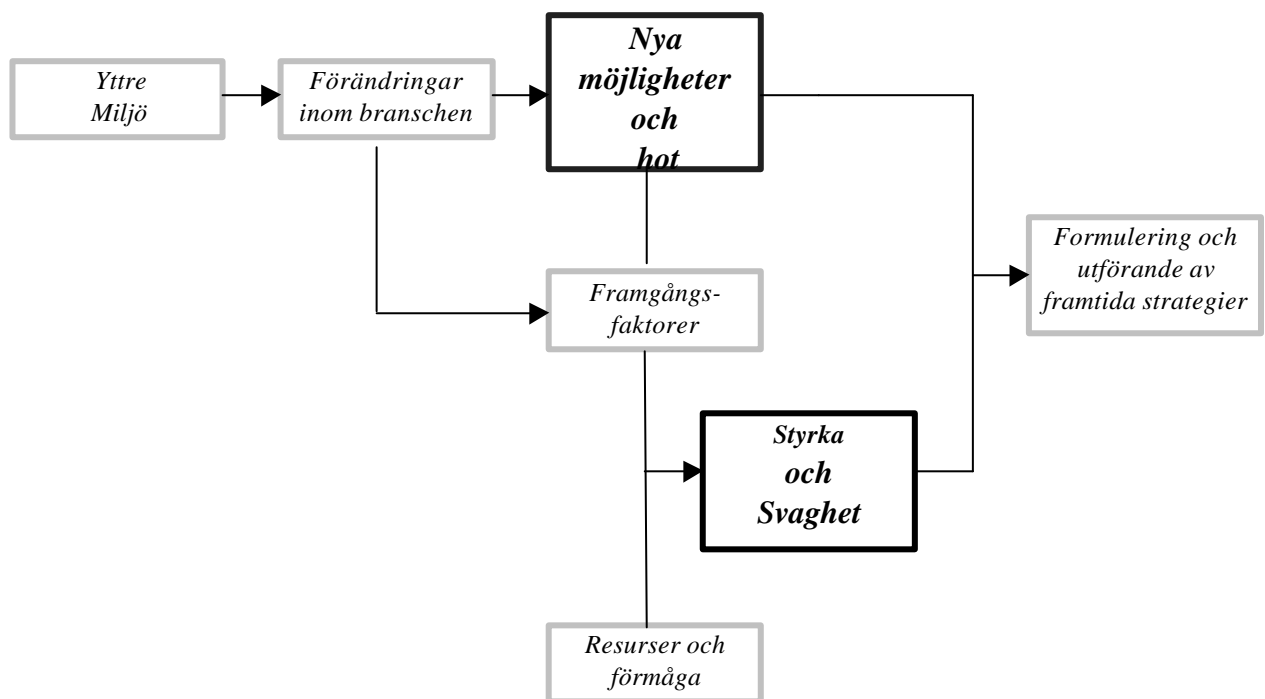 Yttre
Miljö
Förändringar
inom branschen
Nya
möjligheter
och
hot
Framgångs-
faktorer
Formulering och
utförande av
framtida strategier
Styrka
och
Svaghet
Resurser och
förmåga